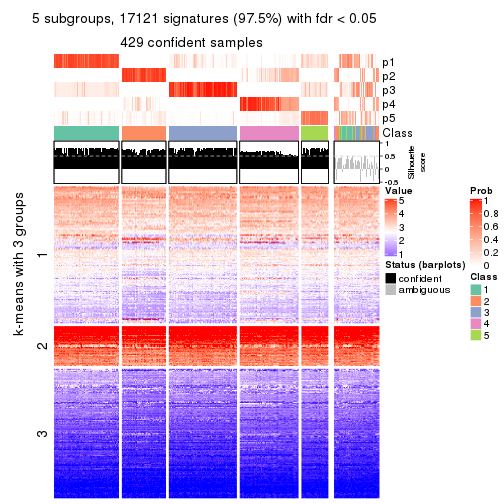 5 subgroups, 17121 signatures (97.5%) with fdr < 0.05
429 confident samples
p1
p2
p3
p4
p5
Class
1
0.5
0
-0.5
Silhouette
score
k-means with 3 groups
1
2
3
Value
5
4
3
2
1
Status (barplots)
confident
ambiguous
Prob
1
0.8
0.6
0.4
0.2
0
Class
1
2
3
4
5